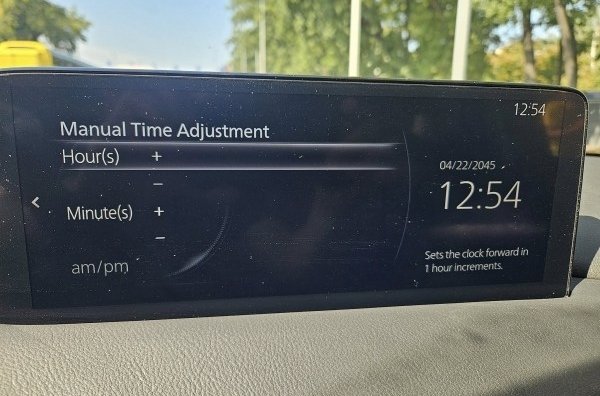 12:54
Manual Time Adjustment
Hour(s) +
−
Minute(s) +
−
am/pm
04/22/2045
12:54
Sets the clock forward in
1 hour increments.